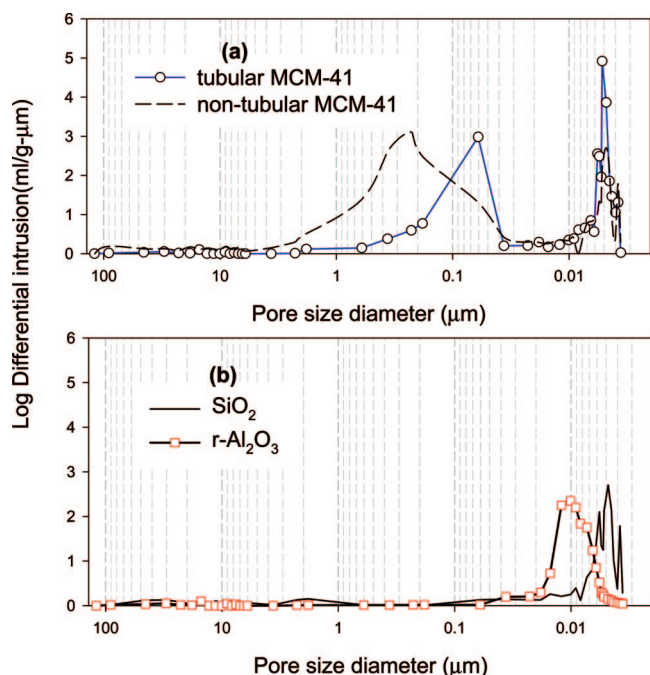 Log Differential intrusion(ml/g-μm)
6
5
4
3
2
1
0
(a)
tubular MCM-41
non-tubular MCM-41
100 10 1 0.1 0.01
Pore size diameter (μm)
6
5
4
3
2
1
0
(b)
SiO₂
r-Al₂O₃
100 10 1 0.1 0.01
Pore size diameter (μm)